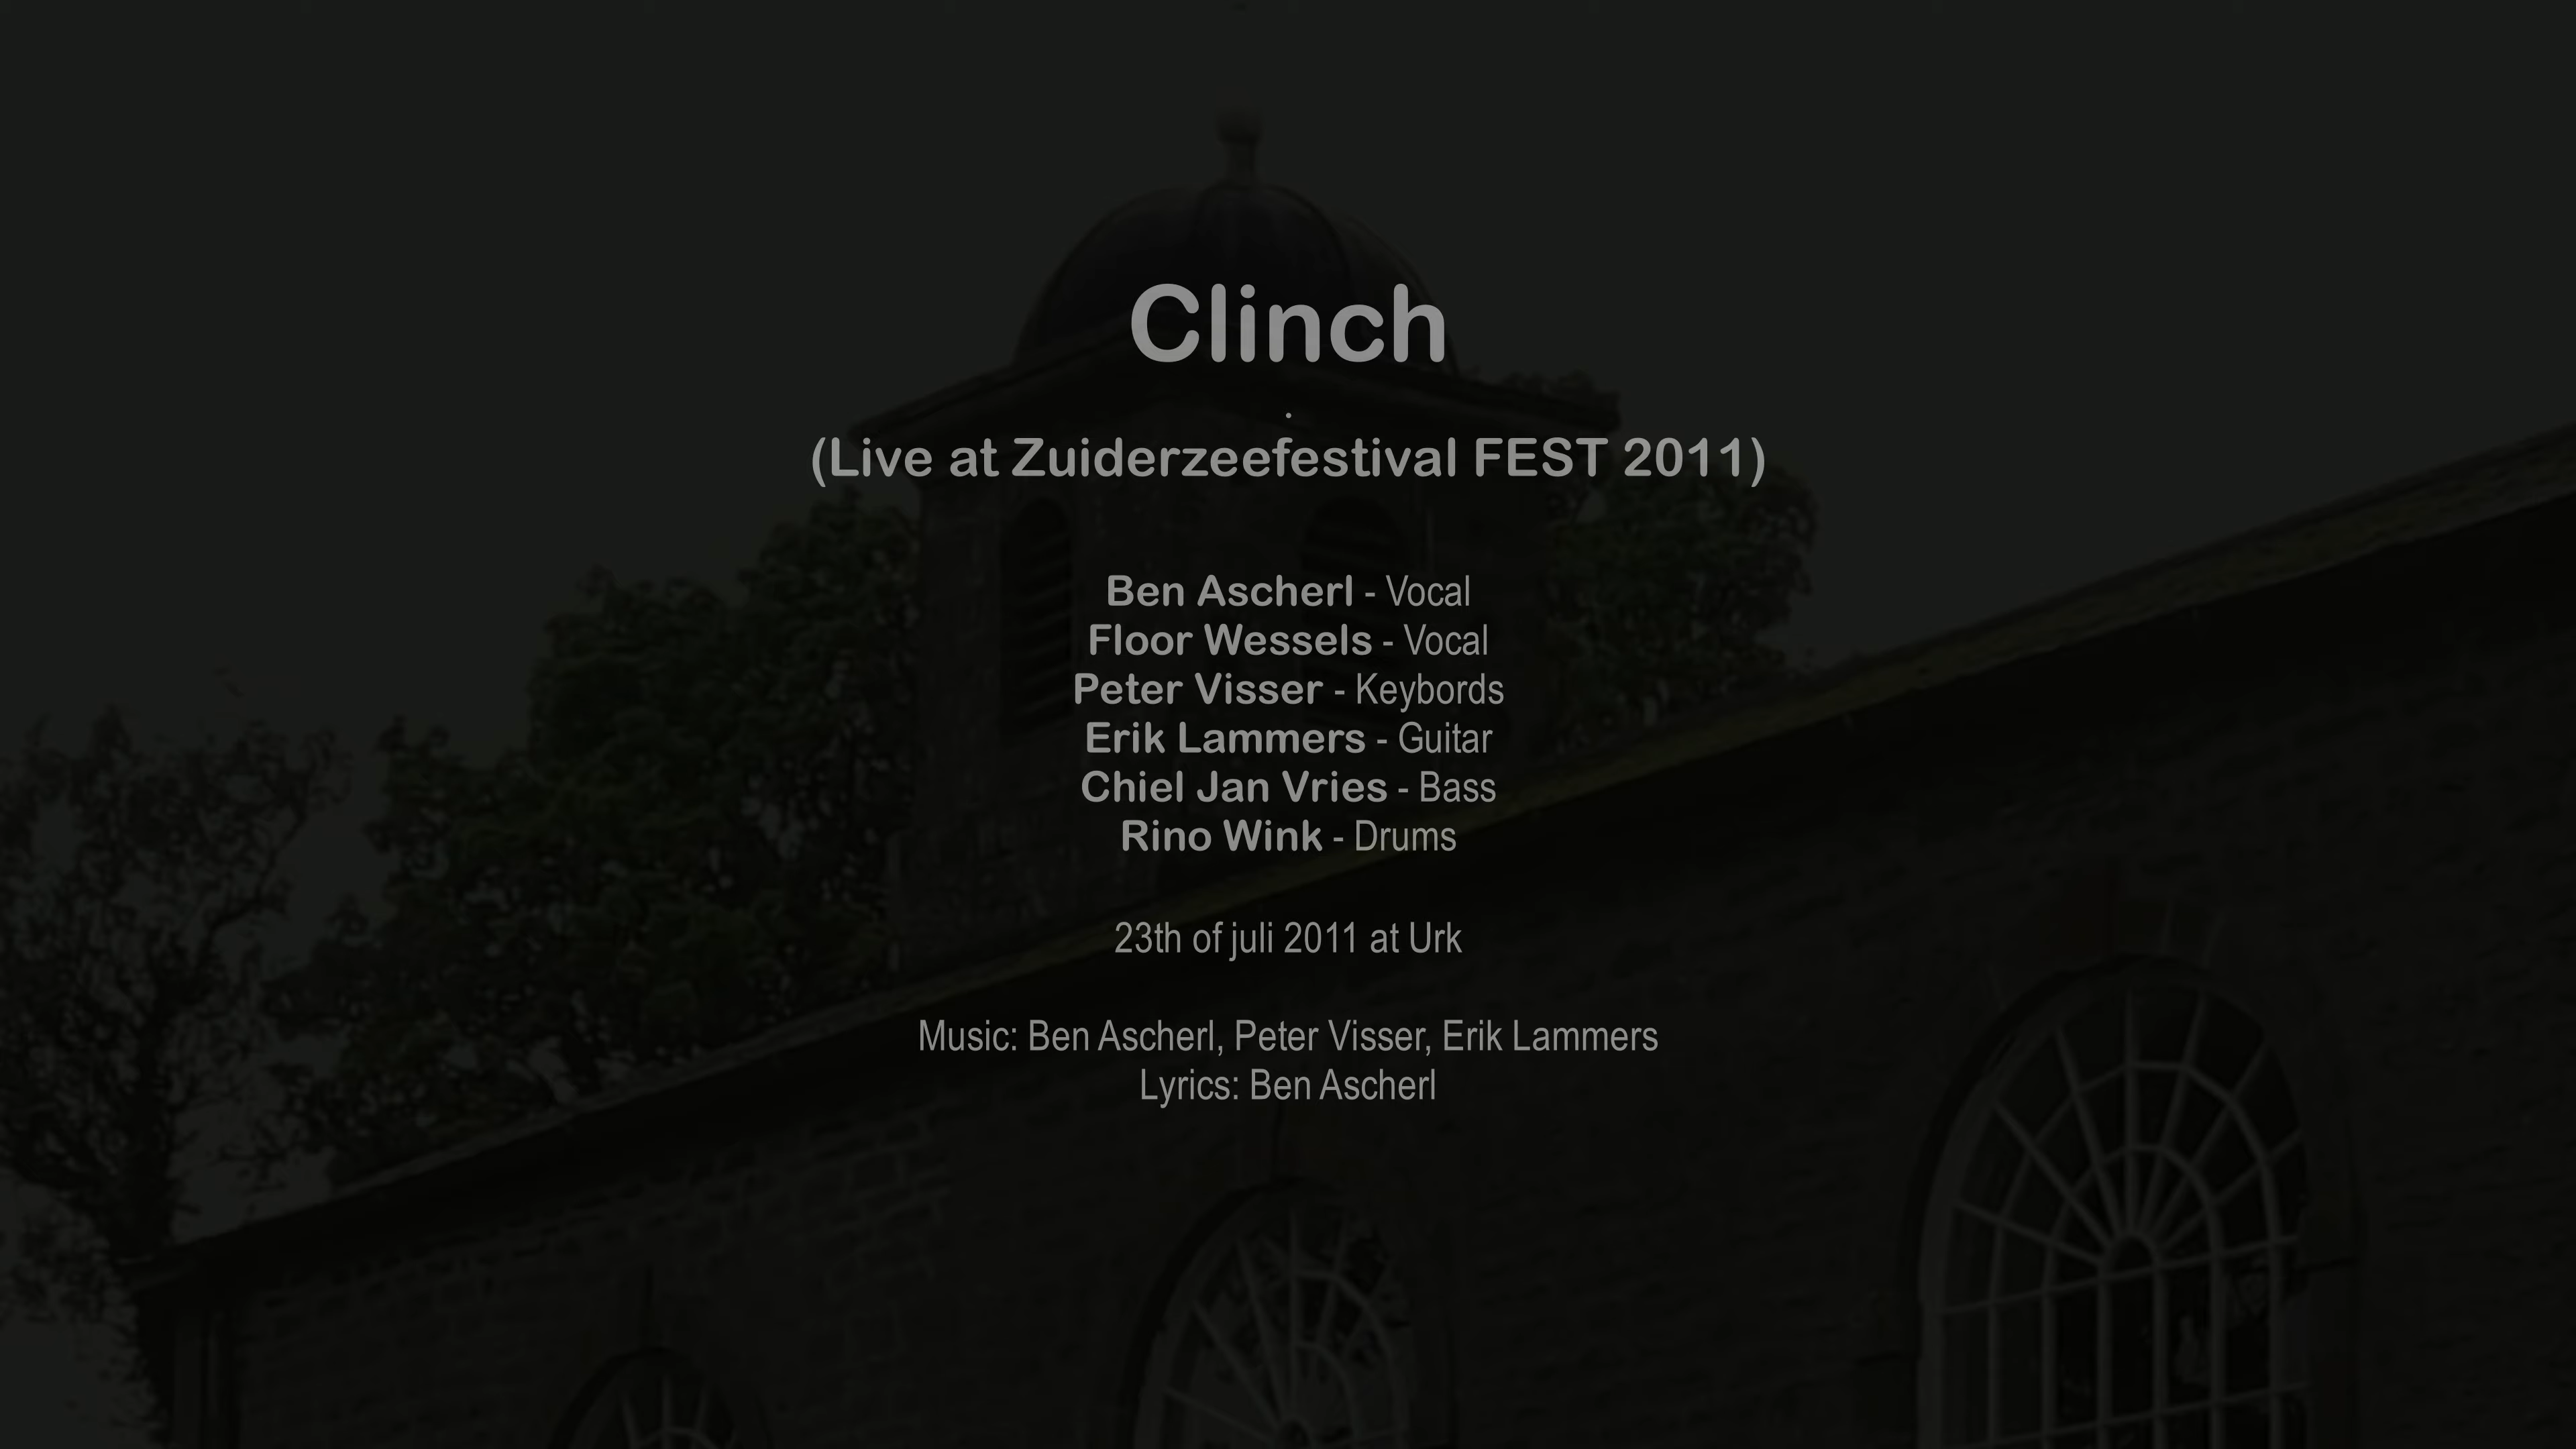 Clinch
.
(Live at Zuiderzeefestival FEST 2011)
Ben Ascherl - Vocal
Floor Wessels - Vocal
Peter Visser - Keybords
Erik Lammers - Guitar
Chiel Jan Vries - Bass
Rino Wink - Drums
23th of juli 2011 at Urk
Music: Ben Ascherl, Peter Visser, Erik Lammers
Lyrics: Ben Ascherl